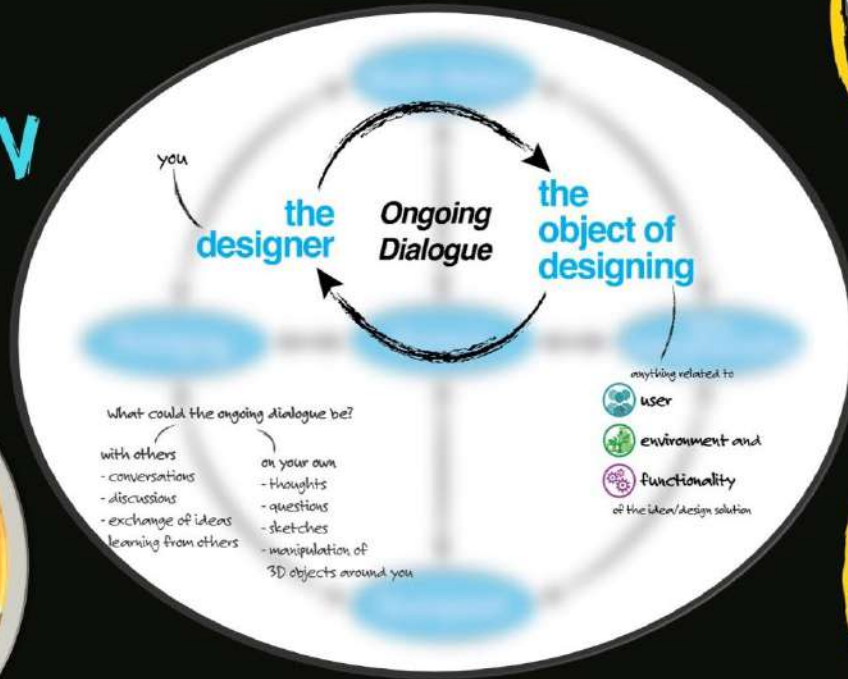 you
the
designer
Ongoing
Dialogue
the
object of
designing
anything related to
user
environment and
functionality
of the idea/design solution
What could the ongoing dialogue be?
with others
- conversations
- discussions
- exchange of ideas
- learning from others
on your own
- thoughts
- questions
- sketches
- manipulation of
3D objects around you